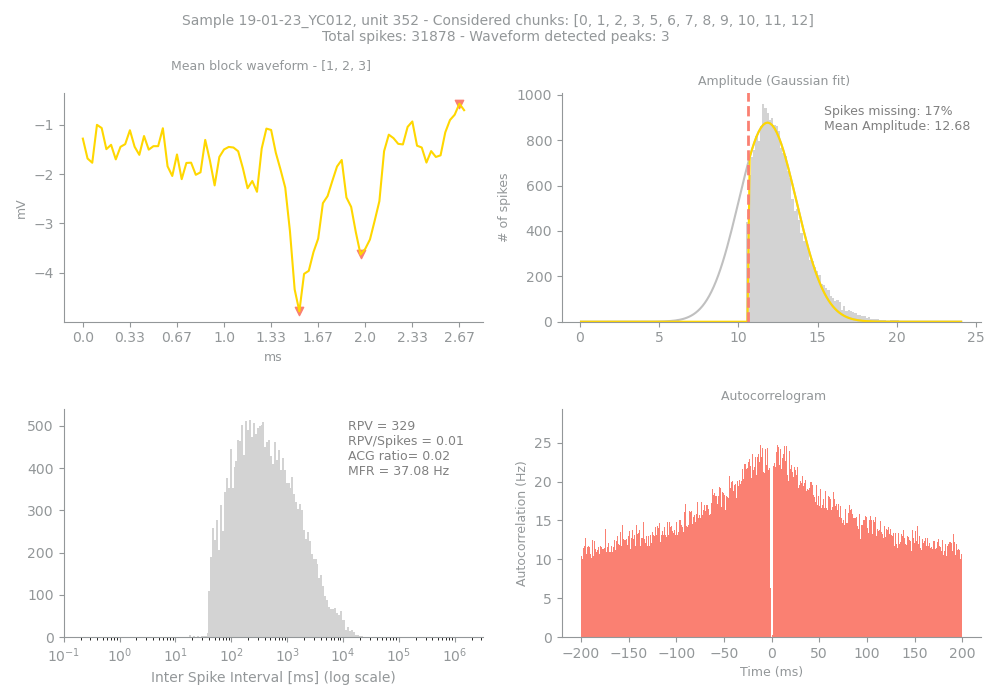 Sample 19-01-23_YC012, unit 352 - Considered chunks: [0, 1, 2, 3, 5, 6, 7, 8, 9, 10, 11, 12]
Total spikes: 31878 - Waveform detected peaks: 3
Mean block waveform - [1, 2, 3]
mV
−1
−2
−3
−4
0.0 0.33 0.67 1.0 1.33 1.67 2.0 2.33 2.67
ms
Amplitude (Gaussian fit)
Spikes missing: 17%
Mean Amplitude: 12.68
# of spikes
1000
800
600
400
200
0
0 5 10 15 20 25
RPV = 329
RPV/Spikes = 0.01
ACG ratio= 0.02
MFR = 37.08 Hz
500
400
300
200
100
0
10⁻¹ 10⁰ 10¹ 10² 10³ 10⁴ 10⁵ 10⁶
Inter Spike Interval [ms] (log scale)
Autocorrelogram
Autocorrelation (Hz)
25
20
15
10
5
0
−200 −150 −100 −50 0 50 100 150 200
Time (ms)